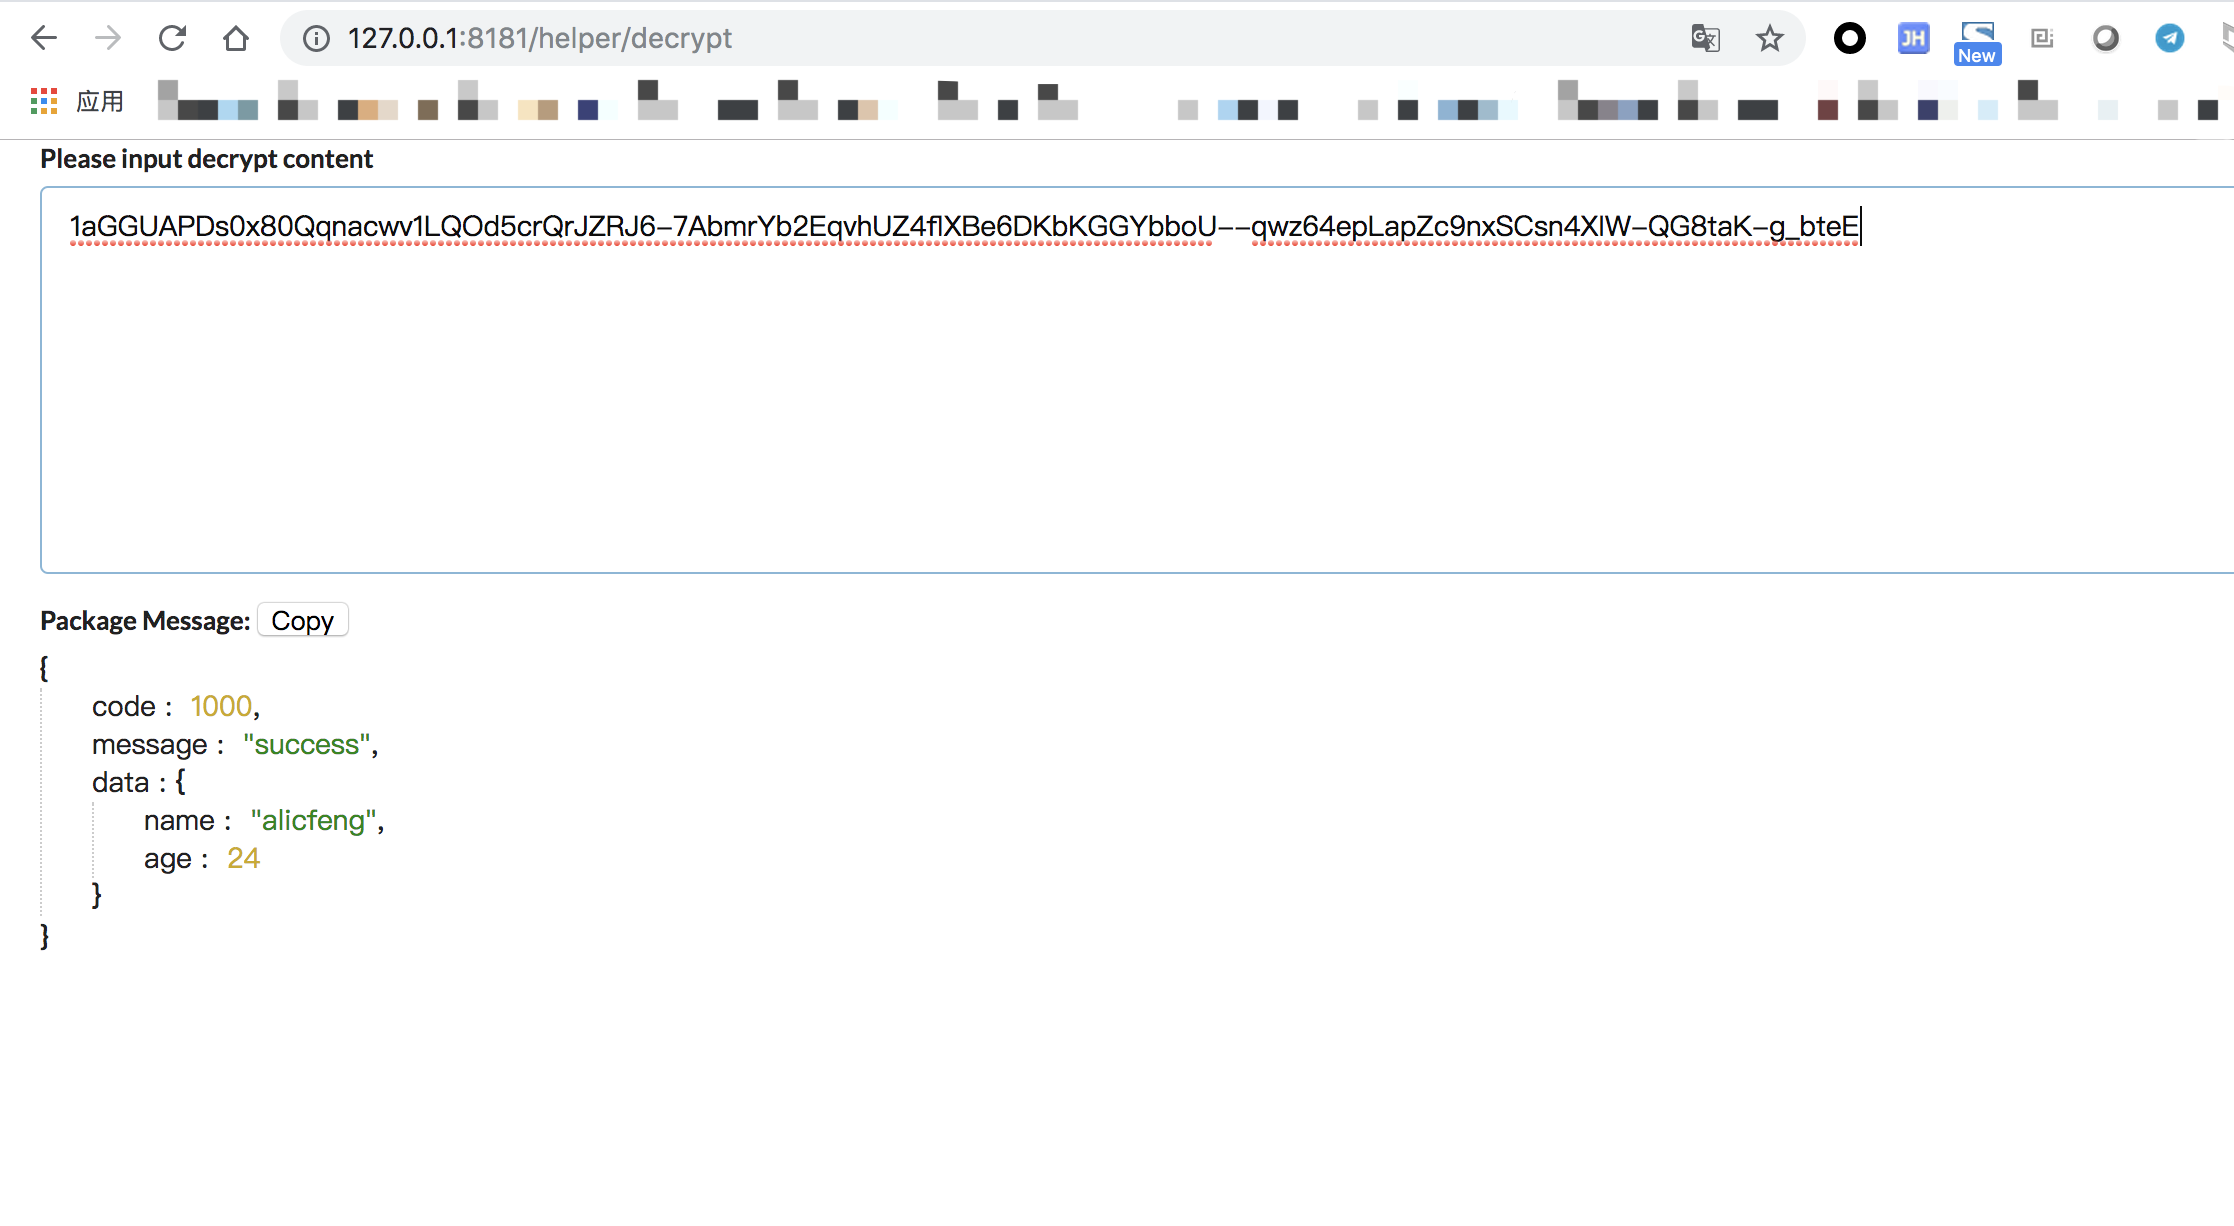 127.0.0.1:8181/helper/decrypt
JH
New
应用
Please input decrypt content
1aGGUAPDs0x80Qqnacwv1LQOd5crQrJZRJ6-7AbmrYb2EqvhUZ4flXBe6DKbKGGYbboU--qwz64epLapZc9nxSCsn4XlW-QG8taK-g_bteE
Package Message: Copy
{
code : 1000,
message : "success",
data : {
name : "alicfeng",
age : 24
}
}